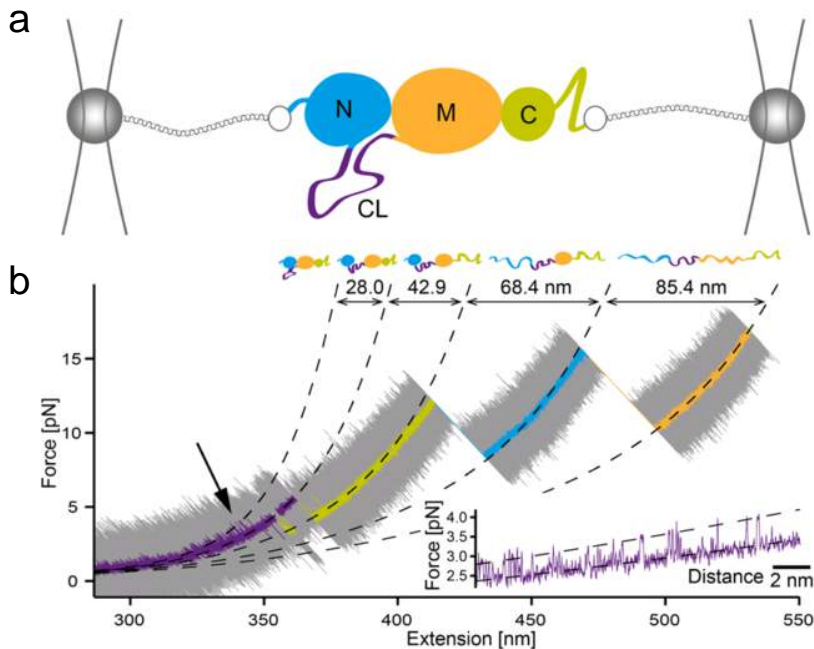 a
N
M
C
CL
b
28.0 42.9 68.4 nm 85.4 nm
Force [pN]
15
10
5
0
Force [pN]
4.0
3.5
3.0
2.5
Distance
2 nm
300 350 400 450 500 550
Extension [nm]